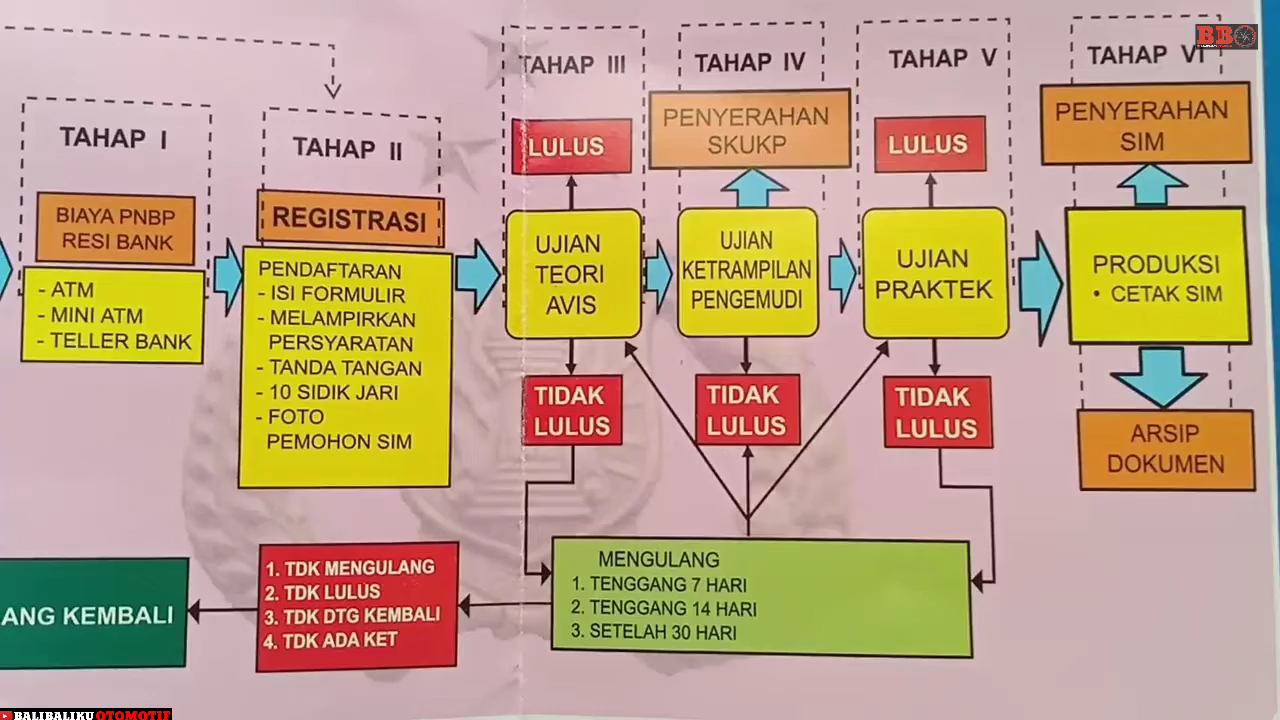 BBO
TAHAP I
BIAYA PNBP
RESI BANK
- ATM
- MINI ATM
- TELLER BANK
TAHAP II
REGISTRASI
PENDAFTARAN
- ISI FORMULIR
- MELAMPIRKAN
PERSYARATAN
- TANDA TANGAN
- 10 SIDIK JARI
- FOTO
PEMOHON SIM
TAHAP III
LULUS
UJIAN
TEORI
AVIS
TIDAK
LULUS
TAHAP IV
PENYERAHAN
SKUKP
UJIAN
KETRAMPILAN
PENGEMUDI
TIDAK
LULUS
TAHAP V
LULUS
UJIAN
PRAKTEK
TIDAK
LULUS
TAHAP VI
PENYERAHAN
SIM
PRODUKSI
• CETAK SIM
ARSIP
DOKUMEN
MENGULANG
1. TENGGANG 7 HARI
2. TENGGANG 14 HARI
3. SETELAH 30 HARI
1. TDK MENGULANG
2. TDK LULUS
3. TDK DTG KEMBALI
4. TDK ADA KET
ANG KEMBALI
BALIBALIKU OTOMOTIF